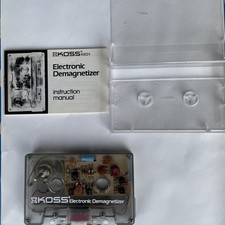 KOSS
Electronic
Demagnetizer
instruction
manual
KOSS Electronic Demagnetizer